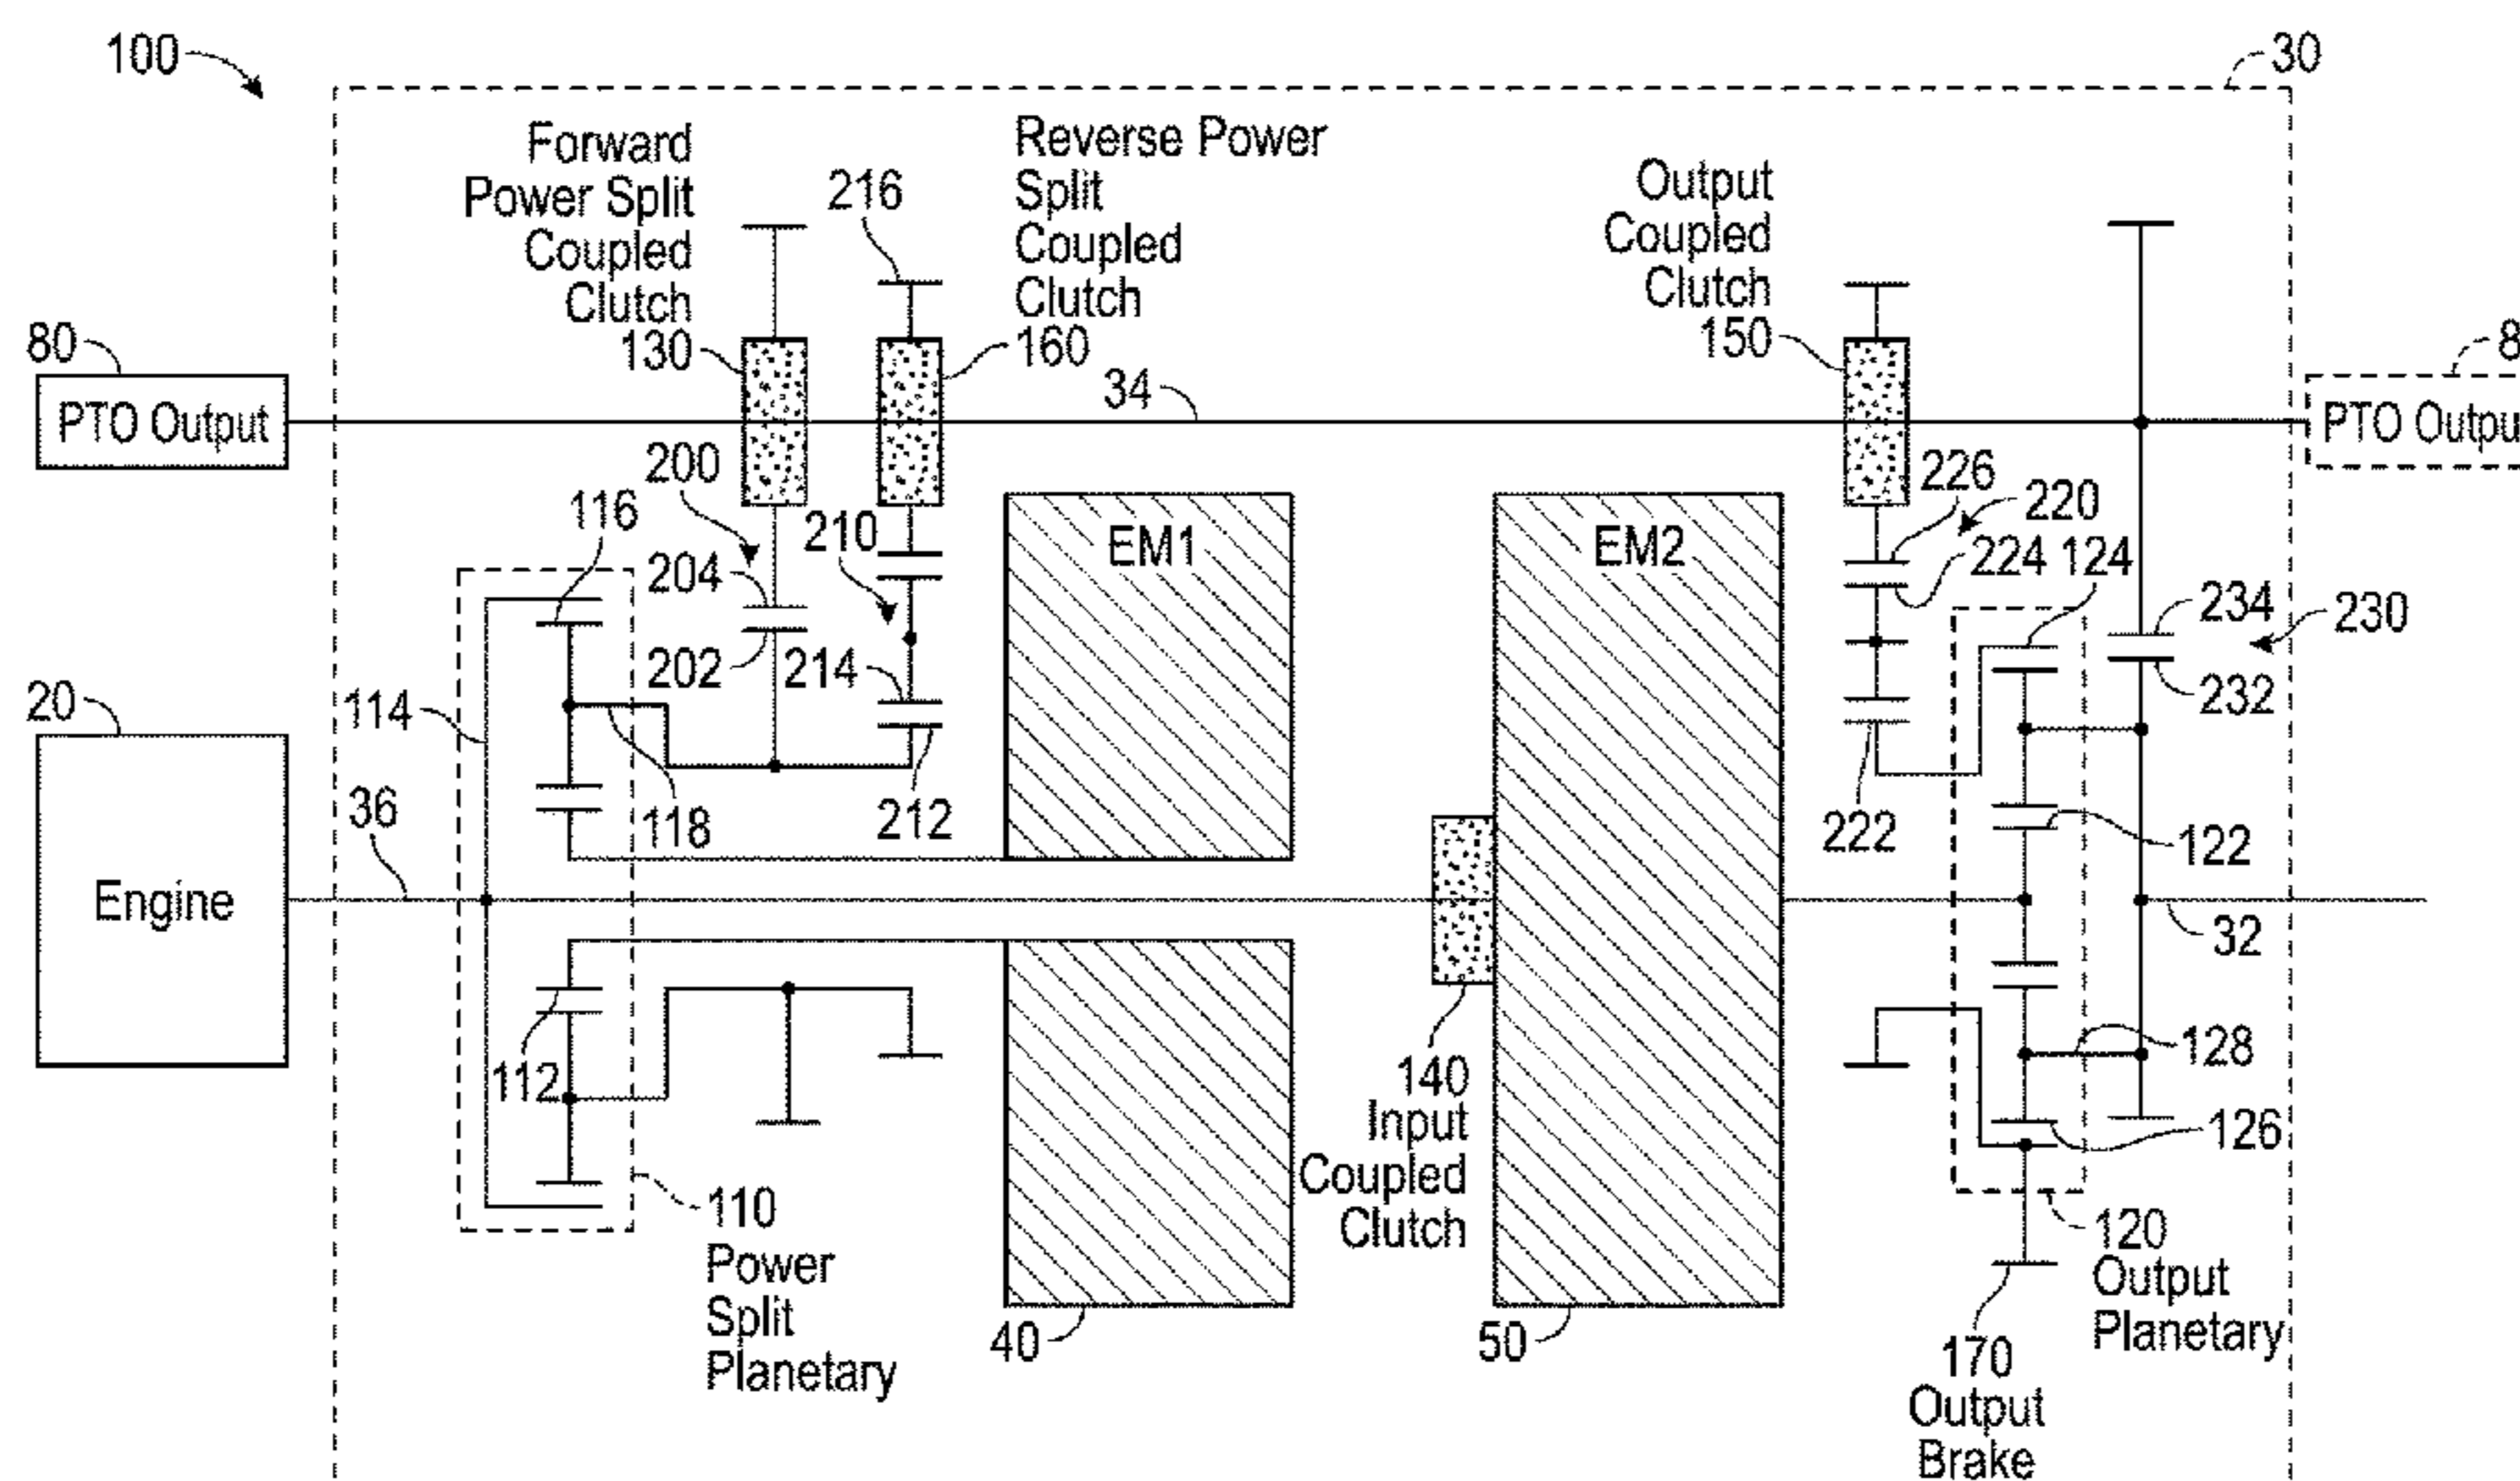 100
30
Forward
Power Split
Coupled
Clutch
130
216
Reverse Power
Split
Coupled
Clutch
160
Output
Coupled
Clutch
150
80
PTO Output
34
8
PTO Outpu
200
116
204
202
210
214
EM1
EM2
226
220
224
124
234
230
232
20
Engine
114
36
118
212
222
122
32
112
140
Input
Coupled
Clutch
128
126
110
Power
Split
Planetary
40
50
120
Output
Planetary
170
Output
Brake